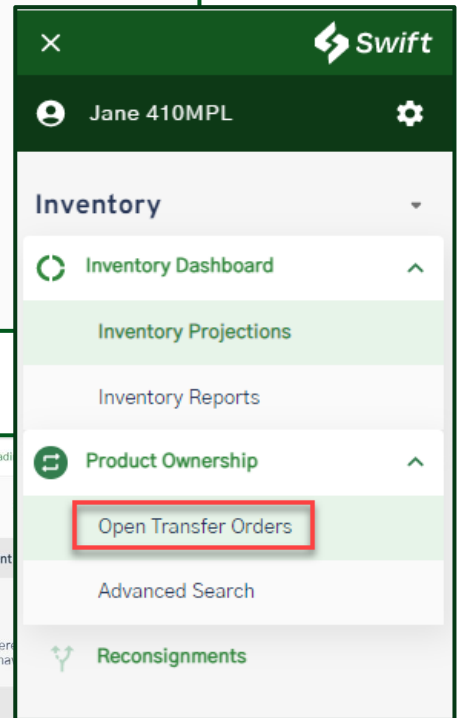 Swift
Jane 410MPL
Inventory
Inventory Dashboard
Inventory Projections
Inventory Reports
Product Ownership
Open Transfer Orders
Advanced Search
Reconsignments